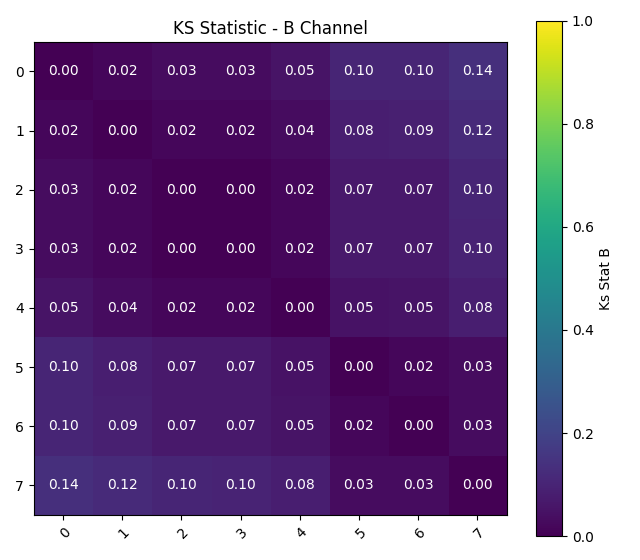 KS Statistic - B Channel
0 0.00 0.02 0.03 0.03 0.05 0.10 0.10 0.14
1 0.02 0.00 0.02 0.02 0.04 0.08 0.09 0.12
2 0.03 0.02 0.00 0.00 0.02 0.07 0.07 0.10
3 0.03 0.02 0.00 0.00 0.02 0.07 0.07 0.10
4 0.05 0.04 0.02 0.02 0.00 0.05 0.05 0.08
5 0.10 0.08 0.07 0.07 0.05 0.00 0.02 0.03
6 0.10 0.09 0.07 0.07 0.05 0.02 0.00 0.03
7 0.14 0.12 0.10 0.10 0.08 0.03 0.03 0.00
0 1 2 3 4 5 6 7
1.0
0.8
0.6
0.4
0.2
0.0
Ks Stat B